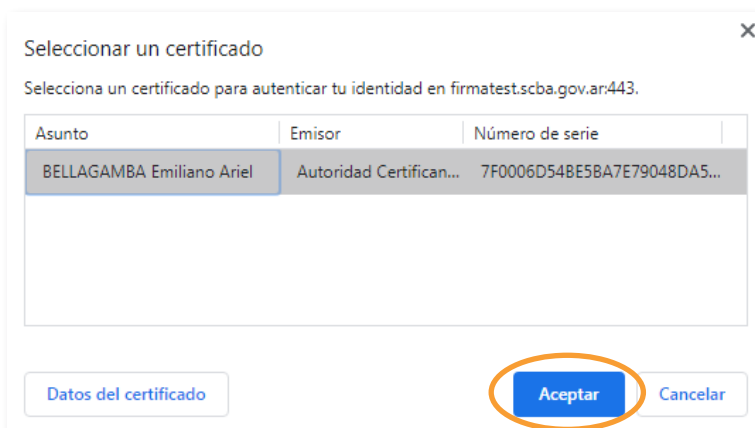 Seleccionar un certificado
Selecciona un certificado para autenticar tu identidad en firmatest.scba.gov.ar:443.
Asunto Emisor Número de serie
BELLAGAMBA Emiliano Ariel Autoridad Certifican... 7F0006D54BE5BA7E79048DA5...
Datos del certificado Aceptar Cancelar